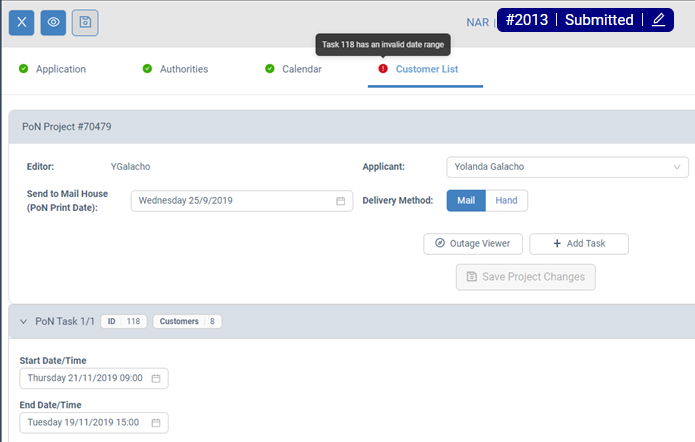 NAR | #2013 | Submitted |
Task 118 has an invalid date range
Application Authorities Calendar Customer List
PoN Project #70479
Editor: YGalacho Applicant: Yolanda Galacho
Send to Mail House
(PoN Print Date): Wednesday 25/9/2019 Delivery Method: Mail Hand
Outage Viewer + Add Task
Save Project Changes
PoN Task 1/1 ID 118 Customers 8
Start Date/Time
Thursday 21/11/2019 09:00
End Date/Time
Tuesday 19/11/2019 15:00